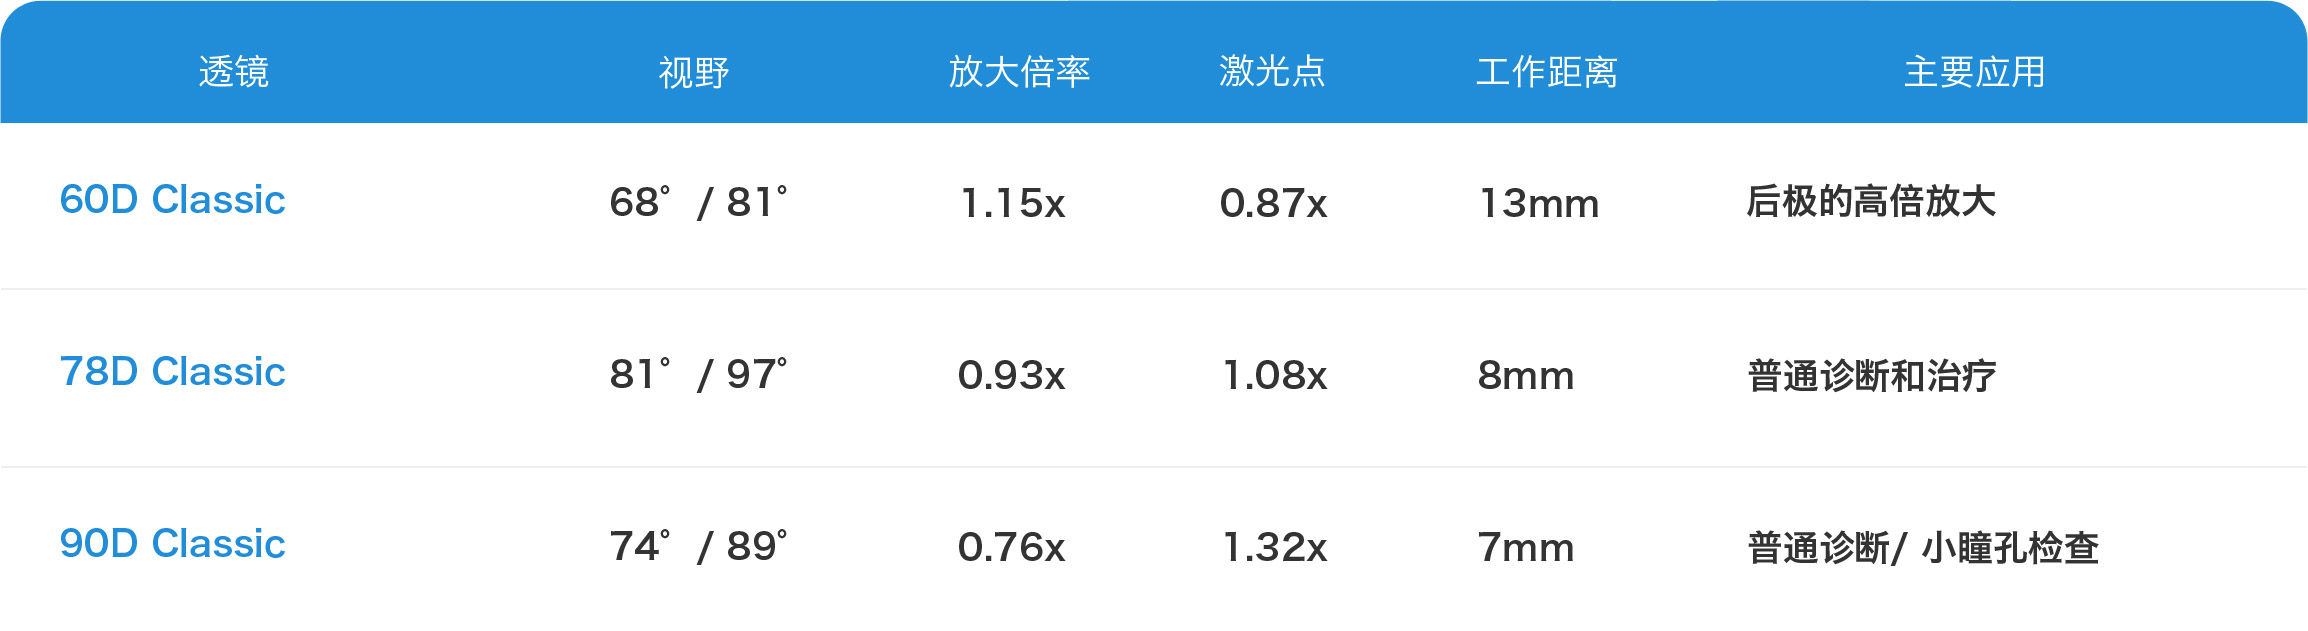 透镜 视野 放大倍率 激光点 工作距离 主要应用
60D Classic 68° / 81° 1.15x 0.87x 13mm 后极的高倍放大
78D Classic 81° / 97° 0.93x 1.08x 8mm 普通诊断和治疗
90D Classic 74° / 89° 0.76x 1.32x 7mm 普通诊断/ 小瞳孔检查